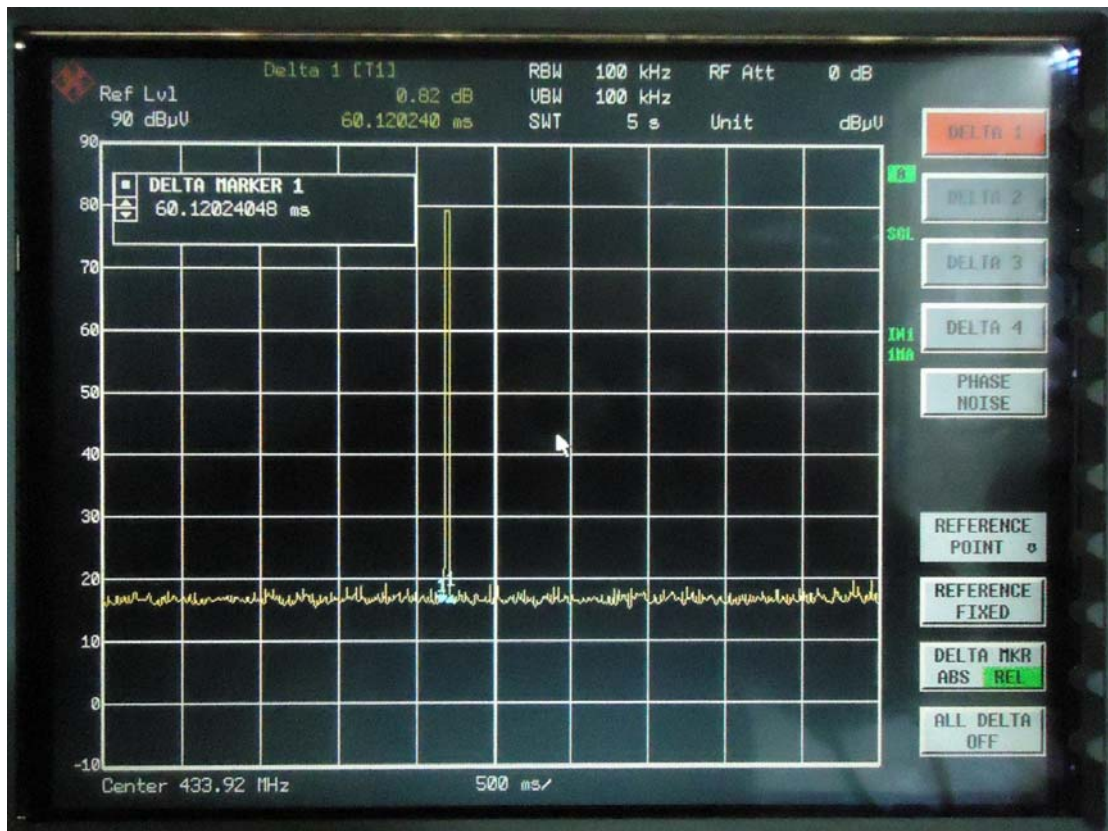 Delta 1 [T1] RBW 100 kHz RF Att 0 dB
Ref Lvl 0.82 dB VBW 100 kHz
90 dBµV 60.120240 ms SWT 5 s Unit dBµV
DELTA 1
90
DELTA MARKER 1
60.12024048 ms
A
80
DELTA 2
SGL
70
DELTA 3
60
IN1
1MA
DELTA 4
50
PHASE
NOISE
40
30
REFERENCE
POINT
20
1 1
REFERENCE
FIXED
10
DELTA MKR
ABS REL
0
ALL DELTA
OFF
-10
Center 433.92 MHz 500 ms/